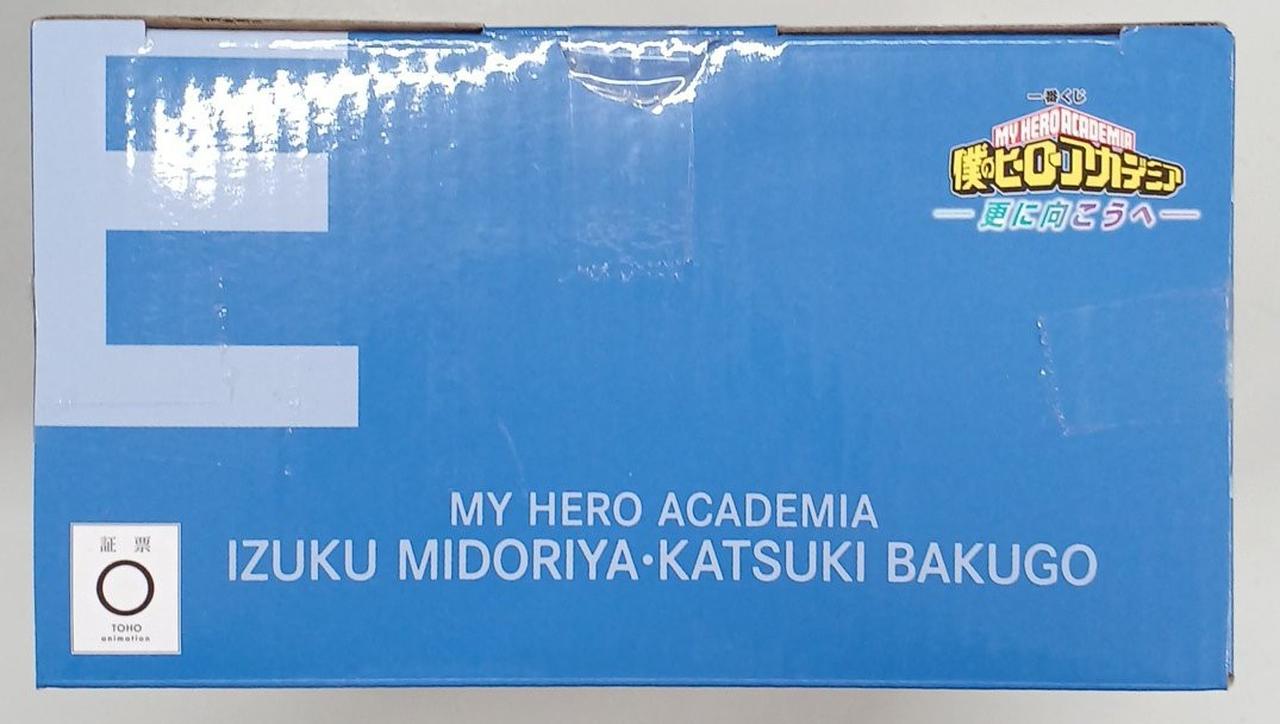 E
一番くじ
MY HERO ACADEMIA
僕のヒーローアカデミア
更に向こうへ
MY HERO ACADEMIA
IZUKU MIDORIYA・KATSUKI BAKUGO
証 票
TOHO
animation